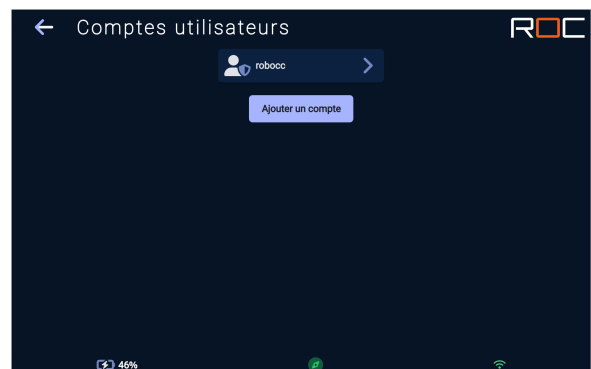 Comptes utilisateurs
ROC
robocc
Ajouter un compte
46%